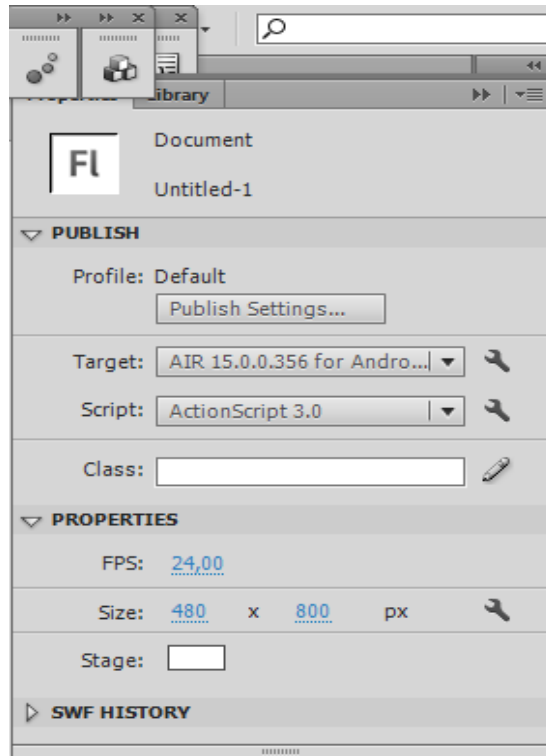 Library
Fl
Document
Untitled-1
PUBLISH
Profile: Default
Publish Settings...
Target: AIR 15.0.0.356 for Andro...
Script: ActionScript 3.0
Class:
PROPERTIES
FPS: 24,00
Size: 480 x 800 px
Stage:
SWF HISTORY